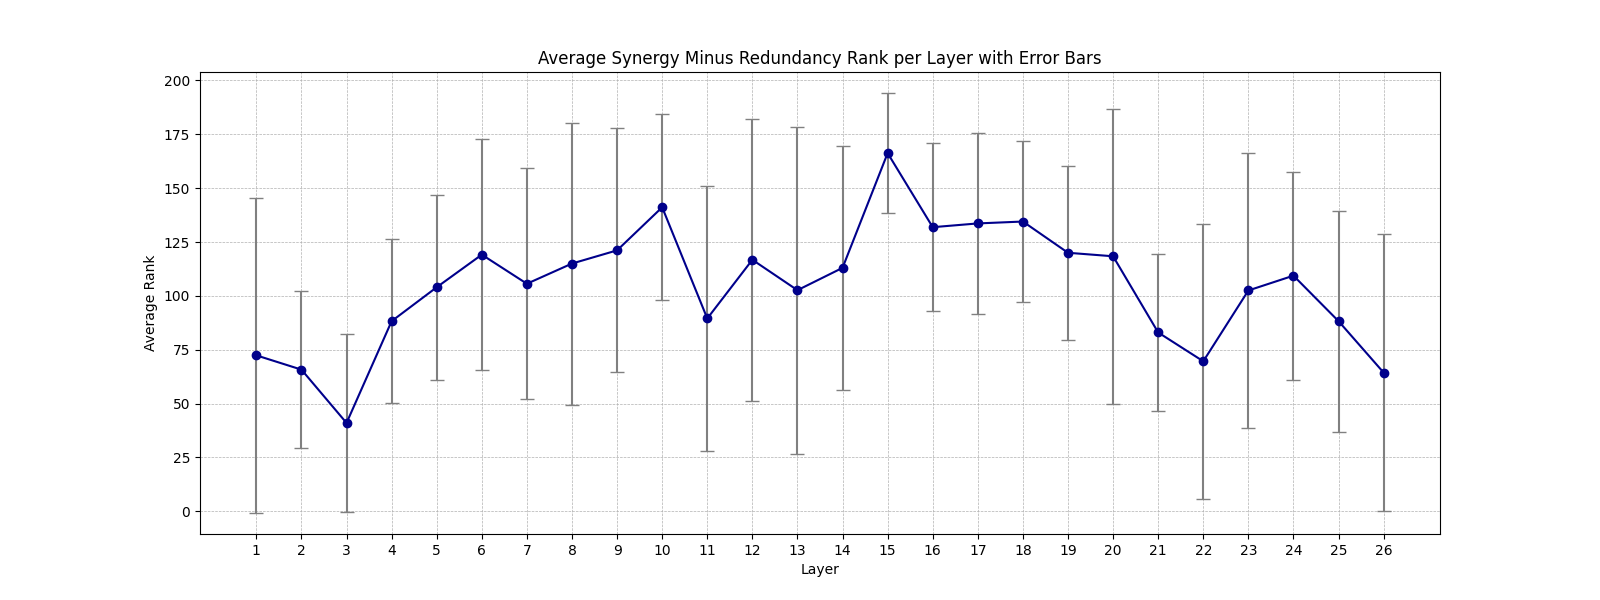 Average Synergy Minus Redundancy Rank per Layer with Error Bars
200
175
150
125
100
75
50
25
0
Average Rank
1 2 3 4 5 6 7 8 9 10 11 12 13 14 15 16 17 18 19 20 21 22 23 24 25 26
Layer